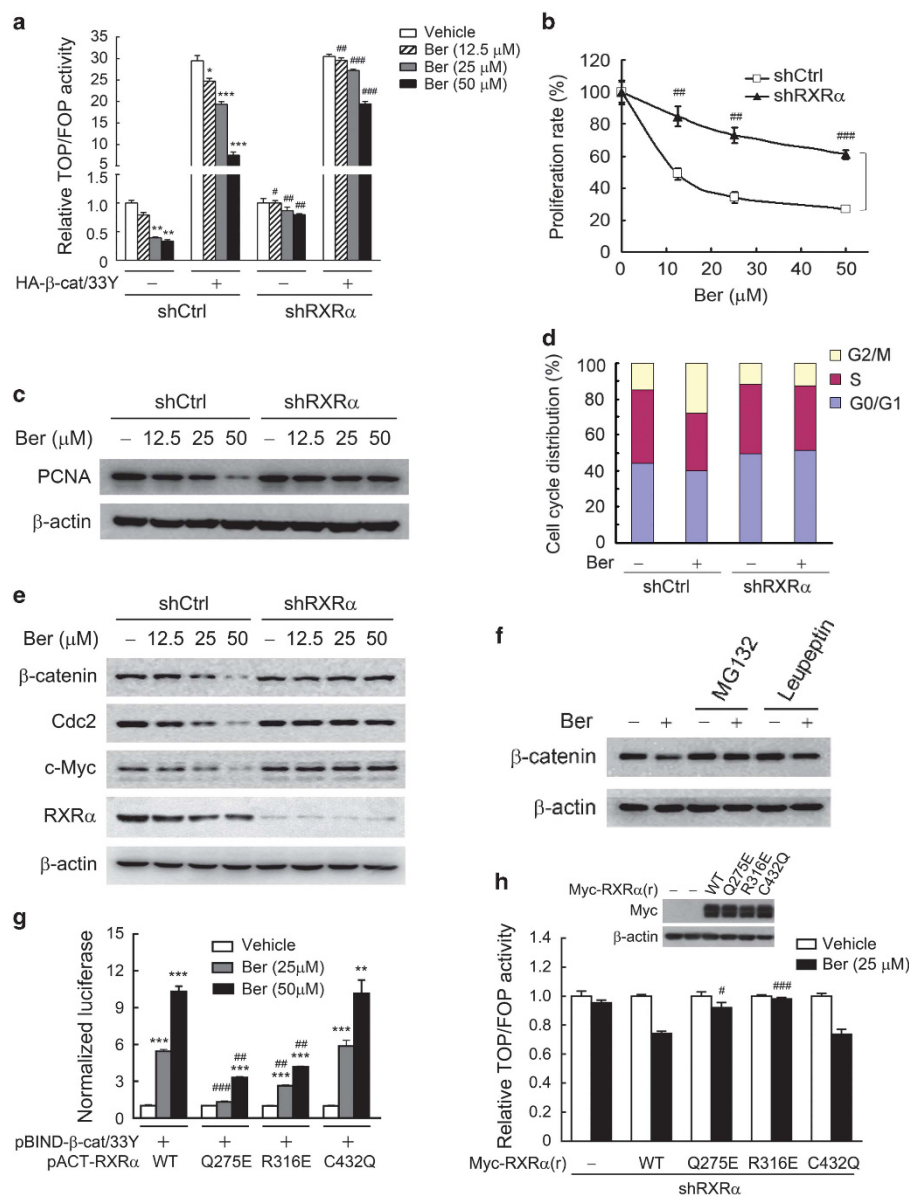 a
Vehicle
Ber (12.5 μM)
Ber (25 μM)
Ber (50 μM)
Relative TOP/FOP activity
35
30
25
20
15
10
5
1.0
0.5
0
** **
* *** ***
# ## ##
## ### ###
HA-β-cat/33Y – + – +
shCtrl shRXRα
b
shCtrl
shRXRα
Proliferation rate (%)
120
100
80
60
40
20
0
## ## ###
0 10 20 30 40 50
Ber (μM)
c
shCtrl shRXRα
Ber (μM) – 12.5 25 50 – 12.5 25 50
PCNA
β-actin
d
G2/M
S
G0/G1
Cell cycle distribution (%)
100
80
60
40
20
0
Ber – + – +
shCtrl shRXRα
e
shCtrl shRXRα
Ber (μM) – 12.5 25 50 – 12.5 25 50
β-catenin
Cdc2
c-Myc
RXRα
β-actin
f
MG132 Leupeptin
Ber – + – + – +
β-catenin
β-actin
g
Vehicle
Ber (25μM)
Ber (50μM)
Normalized luciferase
15
12
9
6
3
0
*** ***
### ## ***
## *** ## ***
*** **
pBIND-β-cat/33Y + + + +
pACT-RXRα WT Q275E R316E C432Q
h
Myc-RXRα(r) – – WT Q275E R316E C432Q
Myc
β-actin
Vehicle
Ber (25 μM)
Relative TOP/FOP activity
1.4
1.2
1.0
0.8
0.6
0.4
0.2
0
# ###
Myc-RXRα(r) – WT Q275E R316E C432Q
shRXRα